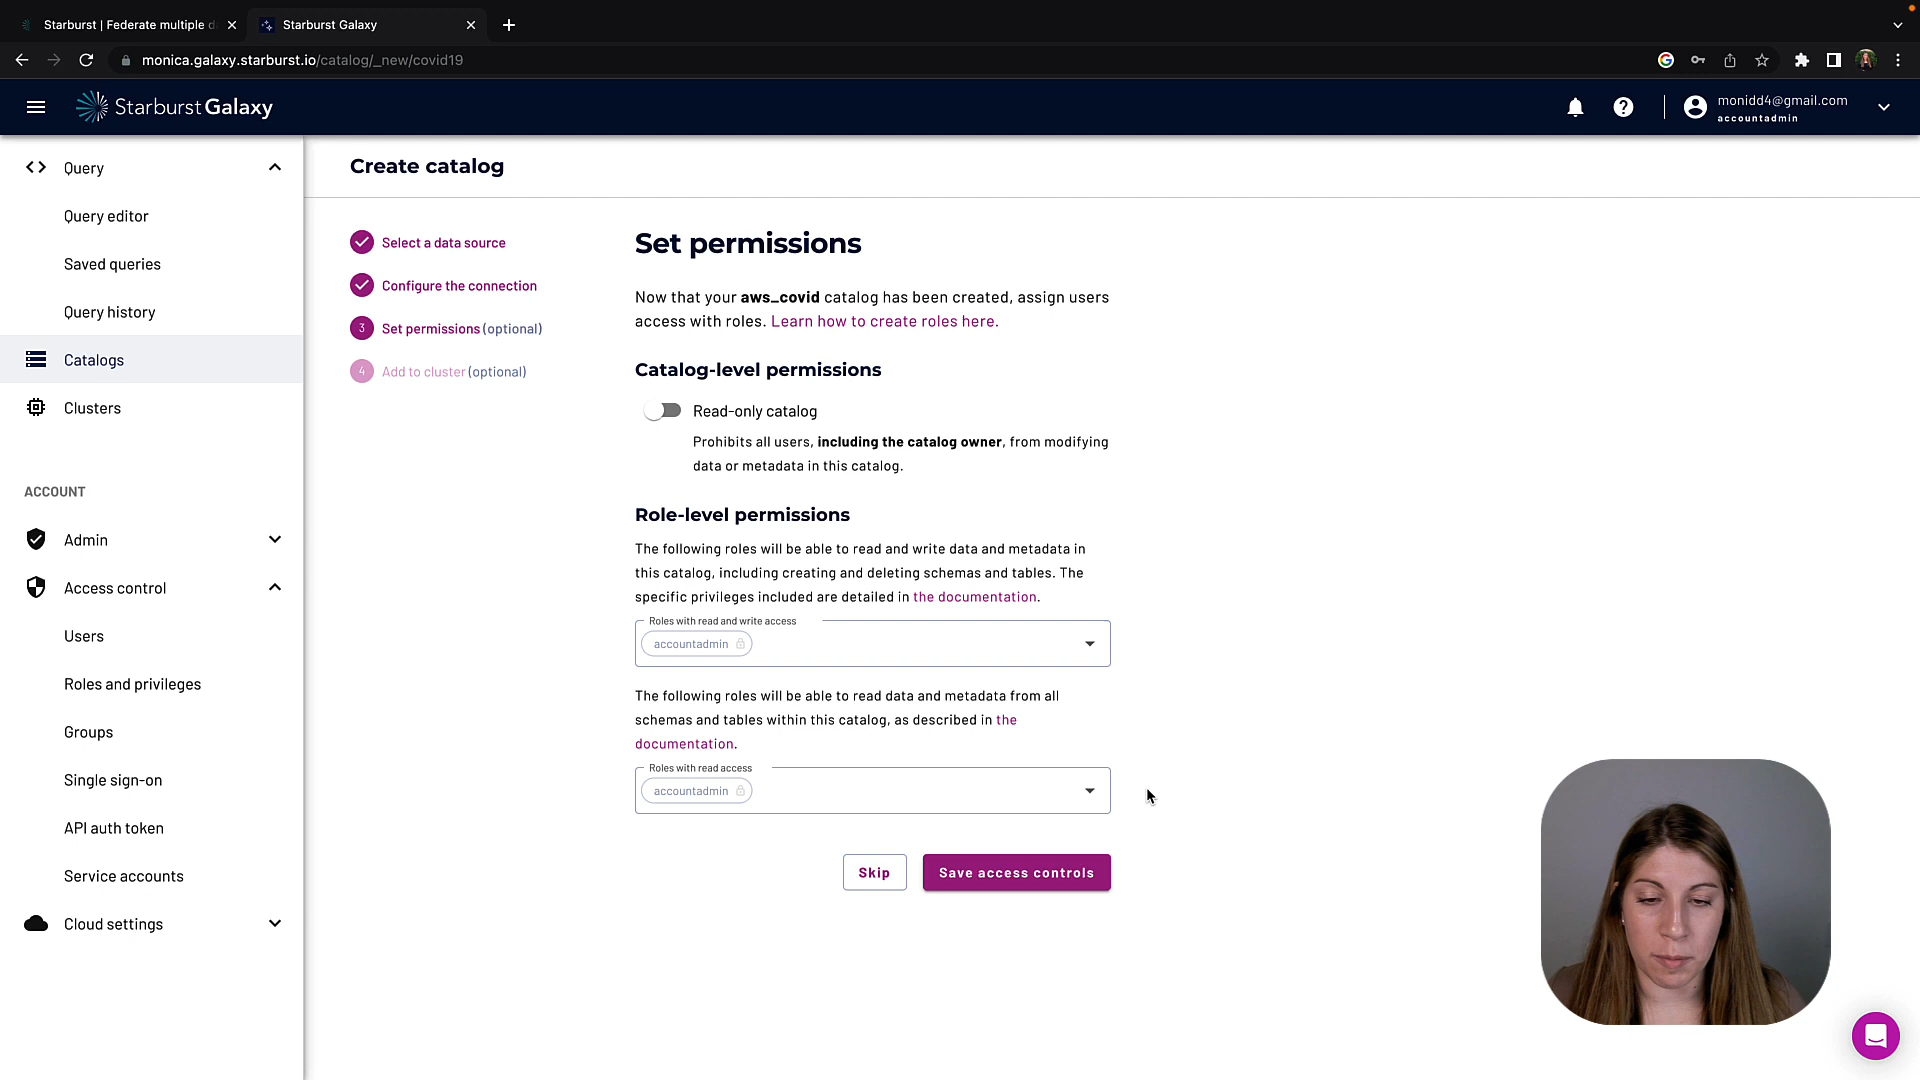 Starburst | Federate multiple d
Starburst Galaxy
monica.galaxy.starburst.io/catalog/_new/covid19
Starburst Galaxy
monidd4@gmail.com
accountadmin
Query
Query editor
Saved queries
Query history
Catalogs
Clusters
ACCOUNT
Admin
Access control
Users
Roles and privileges
Groups
Single sign-on
API auth token
Service accounts
Cloud settings
Create catalog
Select a data source
Configure the connection
3 Set permissions (optional)
4 Add to cluster (optional)
Set permissions
Now that your aws_covid catalog has been created, assign users
access with roles. Learn how to create roles here.
Catalog-level permissions
Read-only catalog
Prohibits all users, including the catalog owner, from modifying
data or metadata in this catalog.
Role-level permissions
The following roles will be able to read and write data and metadata in
this catalog, including creating and deleting schemas and tables. The
specific privileges included are detailed in the documentation.
Roles with read and write access
accountadmin
The following roles will be able to read data and metadata from all
schemas and tables within this catalog, as described in the
documentation.
Roles with read access
accountadmin
Skip
Save access controls